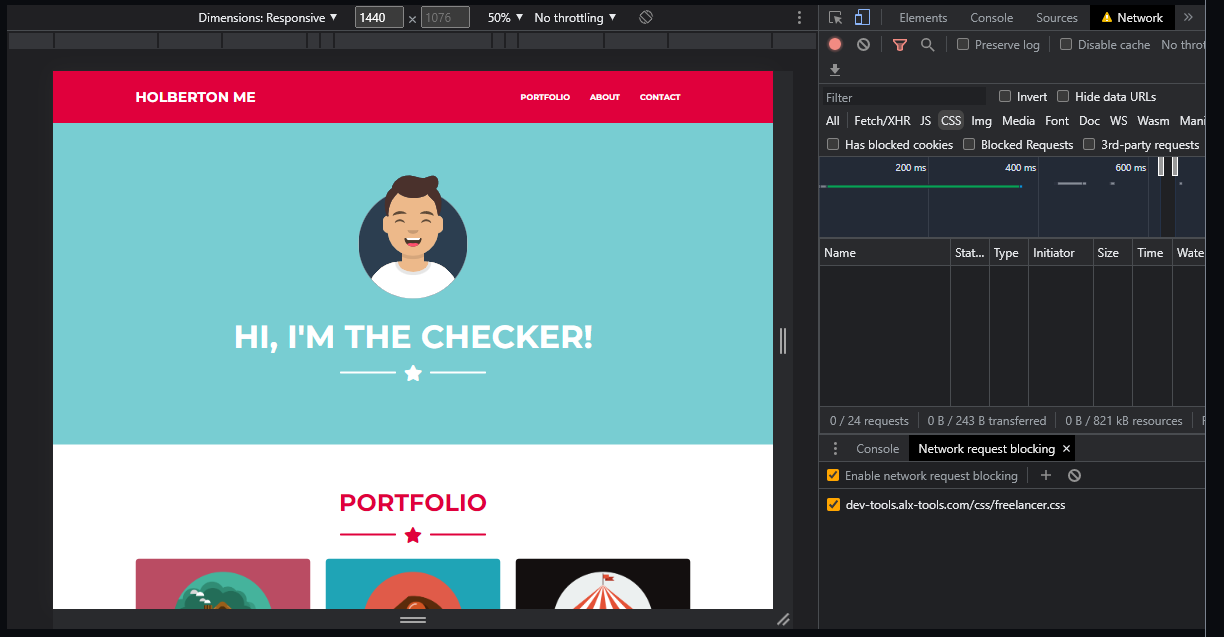 Dimensions: Responsive ▼ 1440 × 1076 50% ▼ No throttling ▼
Elements Console Sources Network »
Preserve log Disable cache No throt
Filter Invert Hide data URLs
All Fetch/XHR JS CSS Img Media Font Doc WS Wasm Mani
Has blocked cookies Blocked Requests 3rd-party requests
200 ms 400 ms 600 ms
Name Stat... Type Initiator Size Time Wate
0 / 24 requests 0 B / 243 B transferred 0 B / 821 kB resources F
Console Network request blocking ×
Enable network request blocking
dev-tools.alx-tools.com/css/freelancer.css
HOLBERTON ME PORTFOLIO ABOUT CONTACT
HI, I'M THE CHECKER!
PORTFOLIO